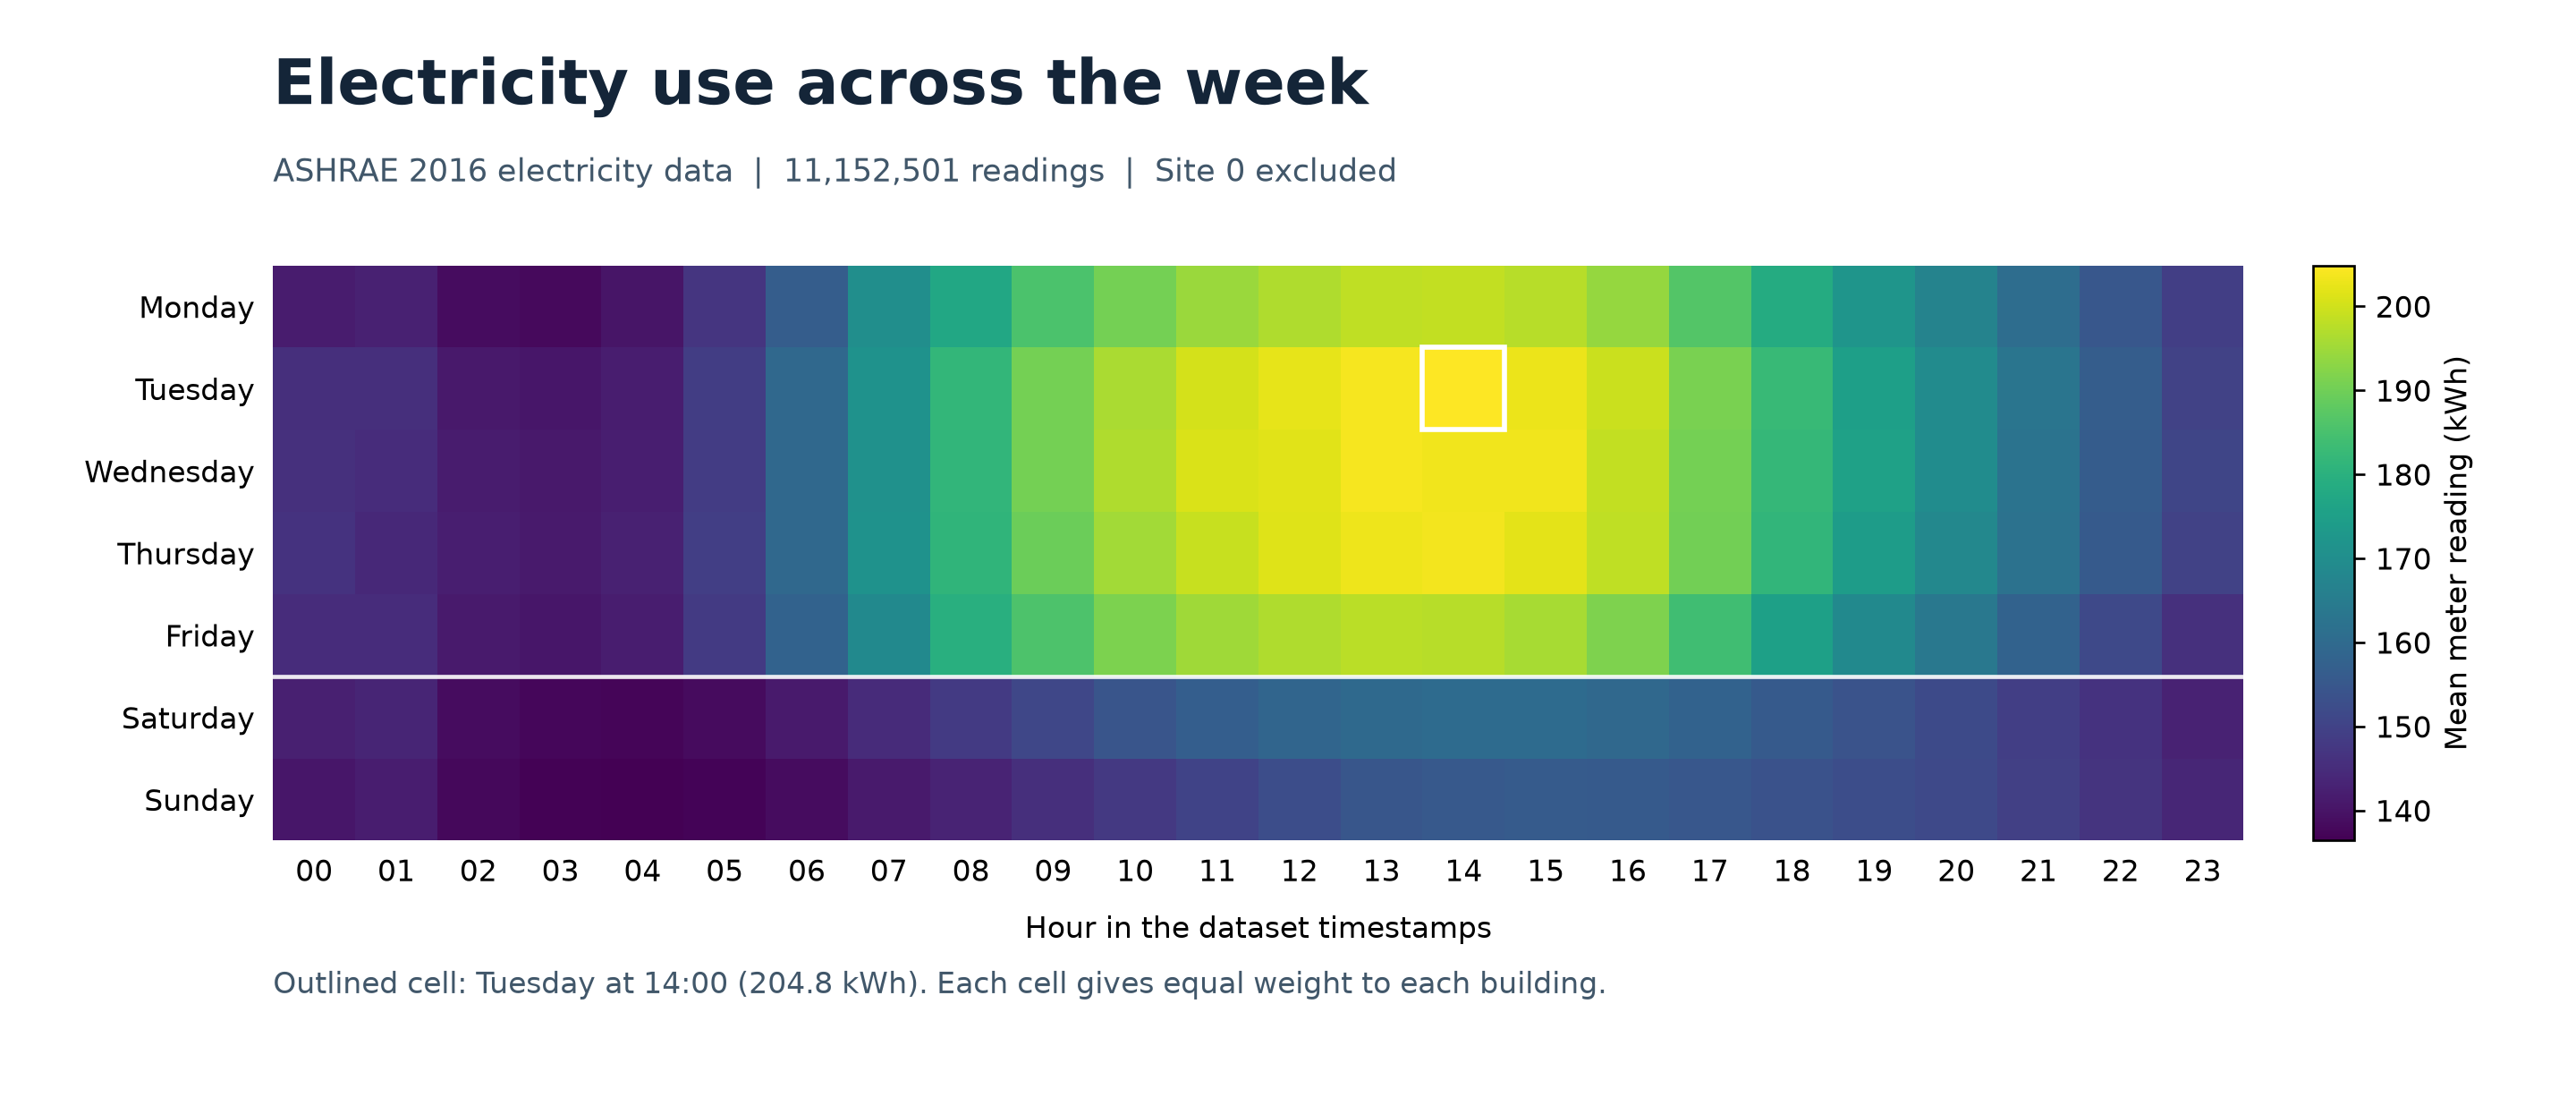 Electricity use across the week
ASHRAE 2016 electricity data | 11,152,501 readings | Site 0 excluded
Monday
Tuesday
Wednesday
Thursday
Friday
Saturday
Sunday
00 01 02 03 04 05 06 07 08 09 10 11 12 13 14 15 16 17 18 19 20 21 22 23
Hour in the dataset timestamps
200
190
180
170
160
150
140
Mean meter reading (kWh)
Outlined cell: Tuesday at 14:00 (204.8 kWh). Each cell gives equal weight to each building.